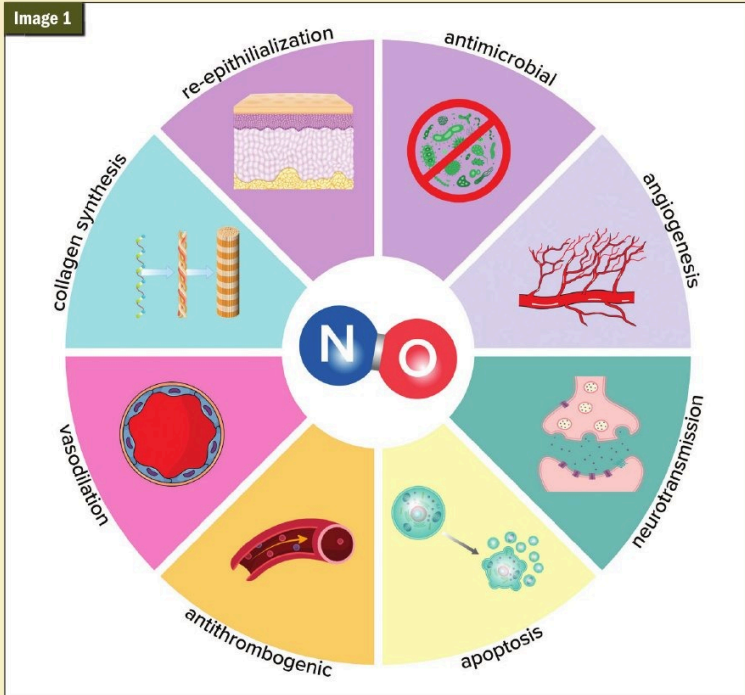 Image 1
re-epithilialization
antimicrobial
collagen synthesis
angiogenesis
N O
vasodilation
neurotransmission
antithrombogenic
apoptosis